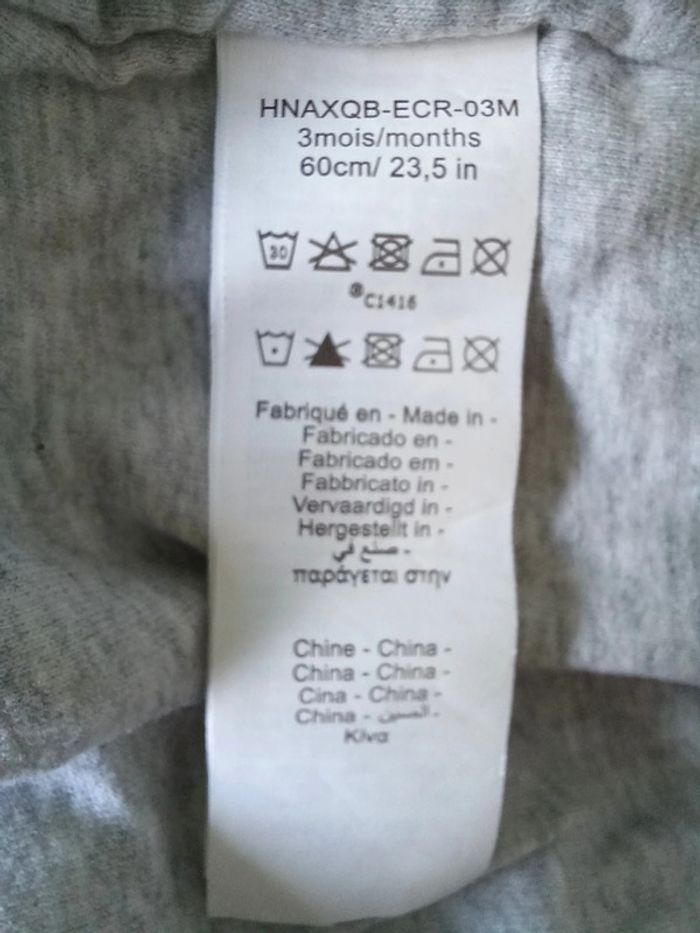 HNAXQB-ECR-03M
3mois/months
60cm/ 23,5 in
30
®C1416
Fabriqué en - Made in -
Fabricado en -
Fabricado em -
Fabbricato in -
Vervaardigd in -
Hergestellt in -
صنع في -
παράγεται στην
Chine - China -
China - China -
Cina - China -
China - الصين -
Κίνα